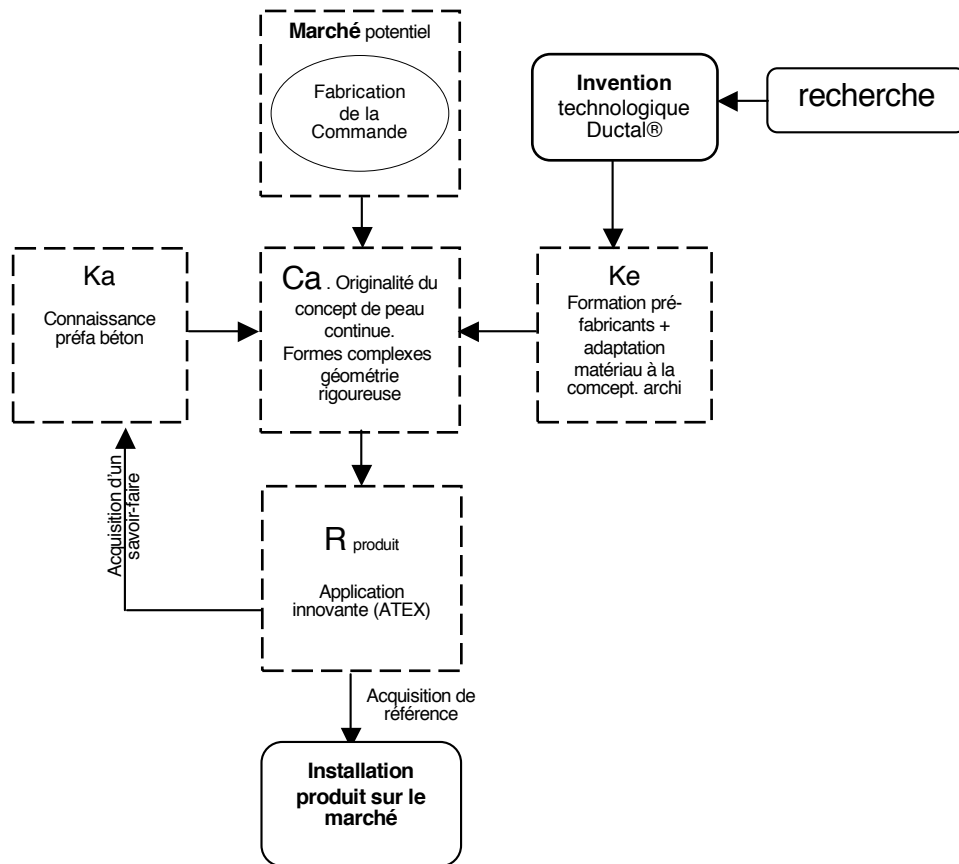 Marché potentiel
Fabrication
de la
Commande
Invention
technologique
Ductal®
recherche
Ka
Connaissance
préfa béton
Ca . Originalité du
concept de peau
continue.
Formes complexes
géométrie
rigoureuse
Ke
Formation pré-
fabricants +
adaptation
matériau à la
comcept. archi
Acquisition d'un
savoir-faire
R produit
Application
innovante (ATEX)
Acquisition de
référence
Installation
produit sur le
marché